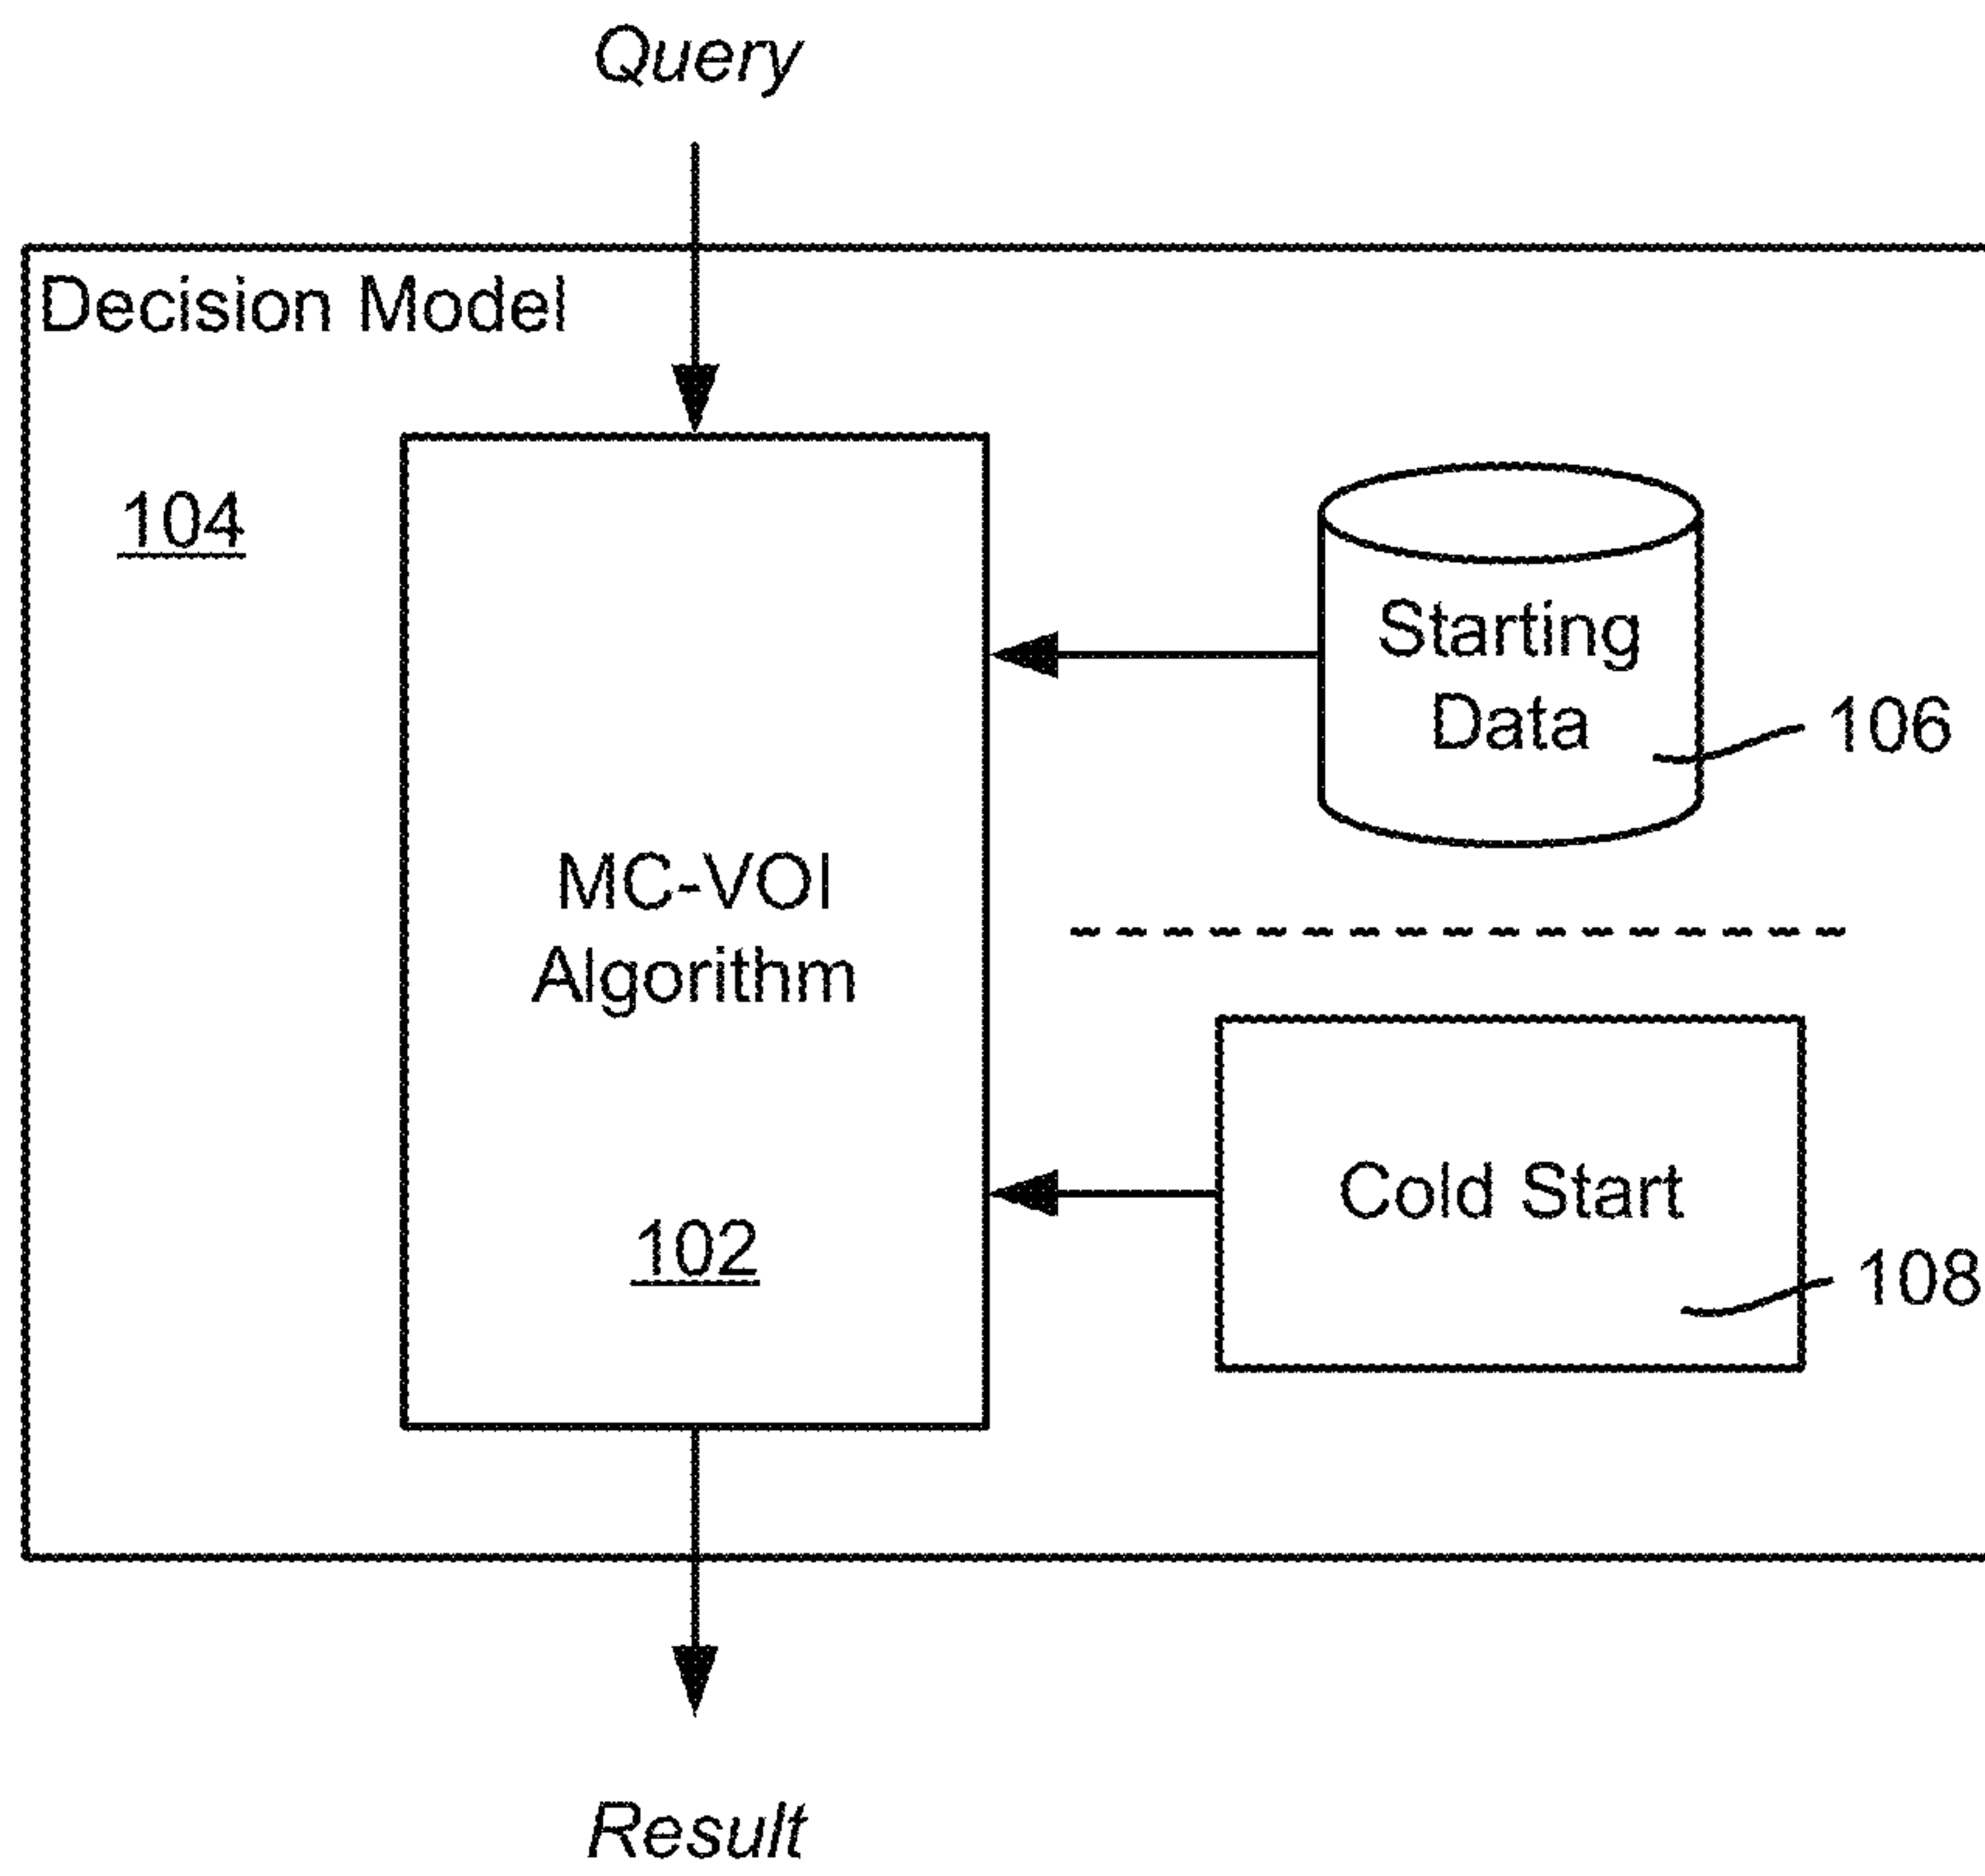 Query
Decision Model
104
Starting
Data
106
MC-VOI
Algorithm
102
Cold Start
108
Result